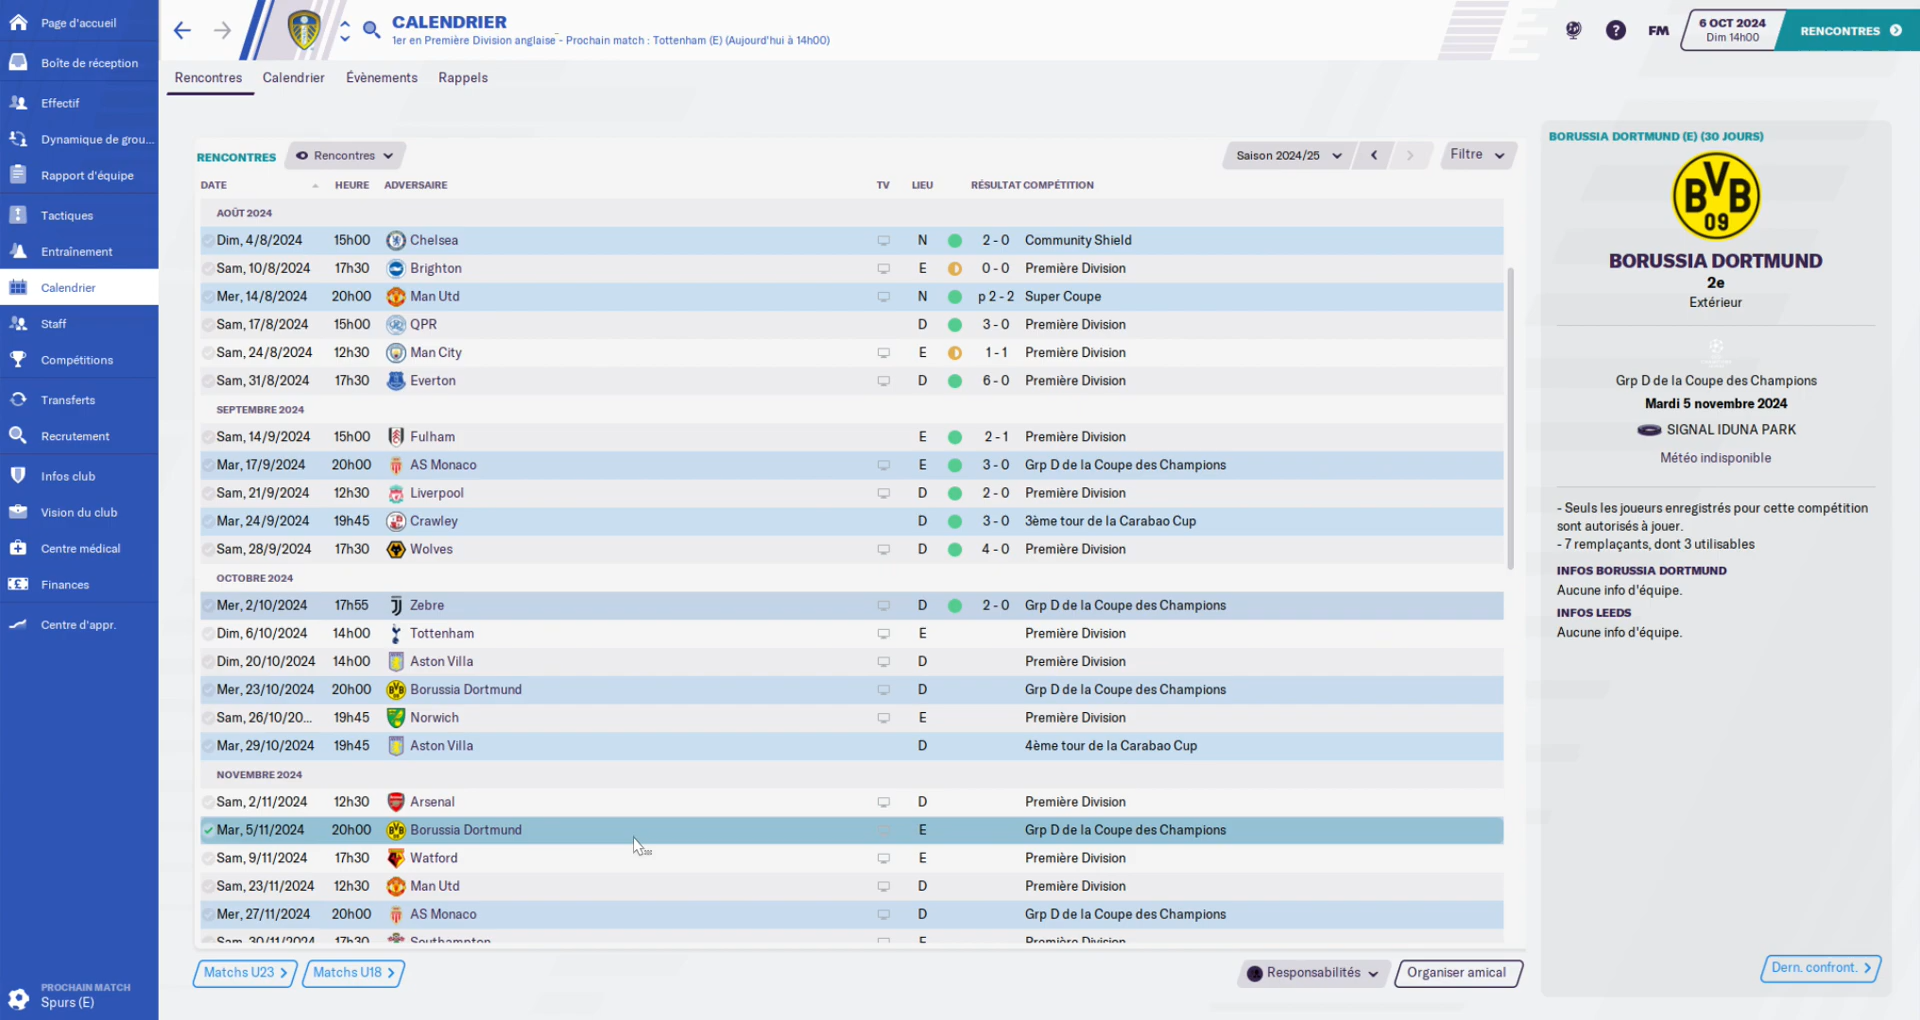 Page d'accueil
Boîte de réception
Effectif
Dynamique de grou...
Rapport d'équipe
Tactiques
Entraînement
Calendrier
Staff
Compétitions
Transferts
Recrutement
Infos club
Vision du club
Centre médical
Finances
Centre d'appr.
PROCHAIN MATCH
Spurs (E)
CALENDRIER
1er en Première Division anglaise - Prochain match : Tottenham (E) (Aujourd'hui à 14h00)
FM
6 OCT 2024
Dim 14h00
RENCONTRES
Rencontres Calendrier Évènements Rappels
RENCONTRES Rencontres Saison 2024/25 Filtre
DATE HEURE ADVERSAIRE TV LIEU RÉSULTAT COMPÉTITION
AOÛT 2024
Dim, 4/8/2024 15h00 Chelsea N 2 - 0 Community Shield
Sam, 10/8/2024 17h30 Brighton E 0 - 0 Première Division
Mer, 14/8/2024 20h00 Man Utd N p 2 - 2 Super Coupe
Sam, 17/8/2024 15h00 QPR D 3 - 0 Première Division
Sam, 24/8/2024 12h30 Man City E 1 - 1 Première Division
Sam, 31/8/2024 17h30 Everton D 6 - 0 Première Division
SEPTEMBRE 2024
Sam, 14/9/2024 15h00 Fulham E 2 - 1 Première Division
Mar, 17/9/2024 20h00 AS Monaco E 3 - 0 Grp D de la Coupe des Champions
Sam, 21/9/2024 12h30 Liverpool D 2 - 0 Première Division
Mar, 24/9/2024 19h45 Crawley D 3 - 0 3ème tour de la Carabao Cup
Sam, 28/9/2024 17h30 Wolves D 4 - 0 Première Division
OCTOBRE 2024
Mer, 2/10/2024 17h55 Zebre D 2 - 0 Grp D de la Coupe des Champions
Dim, 6/10/2024 14h00 Tottenham E Première Division
Dim, 20/10/2024 14h00 Aston Villa D Première Division
Mer, 23/10/2024 20h00 Borussia Dortmund D Grp D de la Coupe des Champions
Sam, 26/10/20... 19h45 Norwich E Première Division
Mar, 29/10/2024 19h45 Aston Villa D 4ème tour de la Carabao Cup
NOVEMBRE 2024
Sam, 2/11/2024 12h30 Arsenal D Première Division
Mar, 5/11/2024 20h00 Borussia Dortmund E Grp D de la Coupe des Champions
Sam, 9/11/2024 17h30 Watford E Première Division
Sam, 23/11/2024 12h30 Man Utd D Première Division
Mer, 27/11/2024 20h00 AS Monaco D Grp D de la Coupe des Champions
Sam, 30/11/2024 17h30 Southampton E Première Division
Matchs U23 Matchs U18 Responsabilités Organiser amical
BORUSSIA DORTMUND (E) (30 JOURS)
BVB
09
BORUSSIA DORTMUND
2e
Extérieur
Grp D de la Coupe des Champions
Mardi 5 novembre 2024
SIGNAL IDUNA PARK
Météo indisponible
- Seuls les joueurs enregistrés pour cette compétition
sont autorisés à jouer.
- 7 remplaçants, dont 3 utilisables
INFOS BORUSSIA DORTMUND
Aucune info d'équipe.
INFOS LEEDS
Aucune info d'équipe.
Dern. confront.